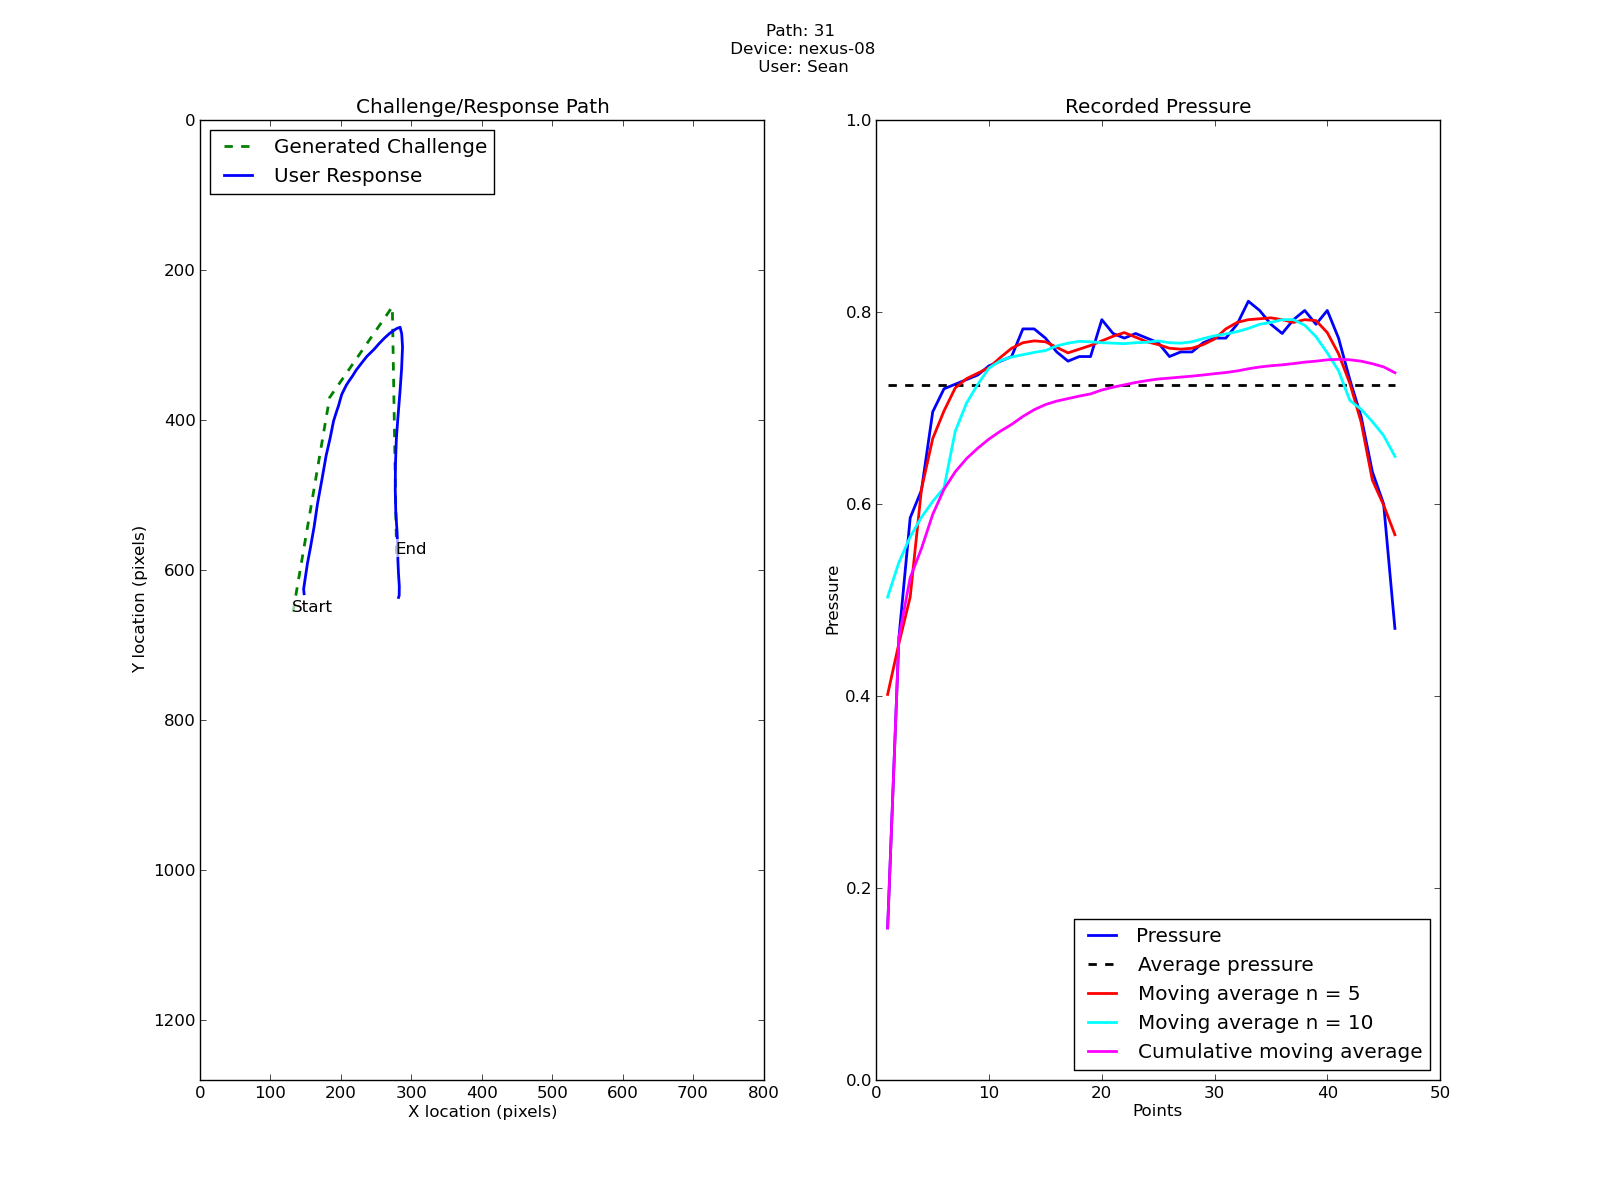 Path: 31
Device: nexus-08
User: Sean
Challenge/Response Path
Generated Challenge
User Response
0
200
400
600
800
1000
1200
Y location (pixels)
Start
End
0 100 200 300 400 500 600 700 800
X location (pixels)
Recorded Pressure
1.0
0.8
0.6
0.4
0.2
0.0
Pressure
Pressure
Average pressure
Moving average n = 5
Moving average n = 10
Cumulative moving average
0 10 20 30 40 50
Points